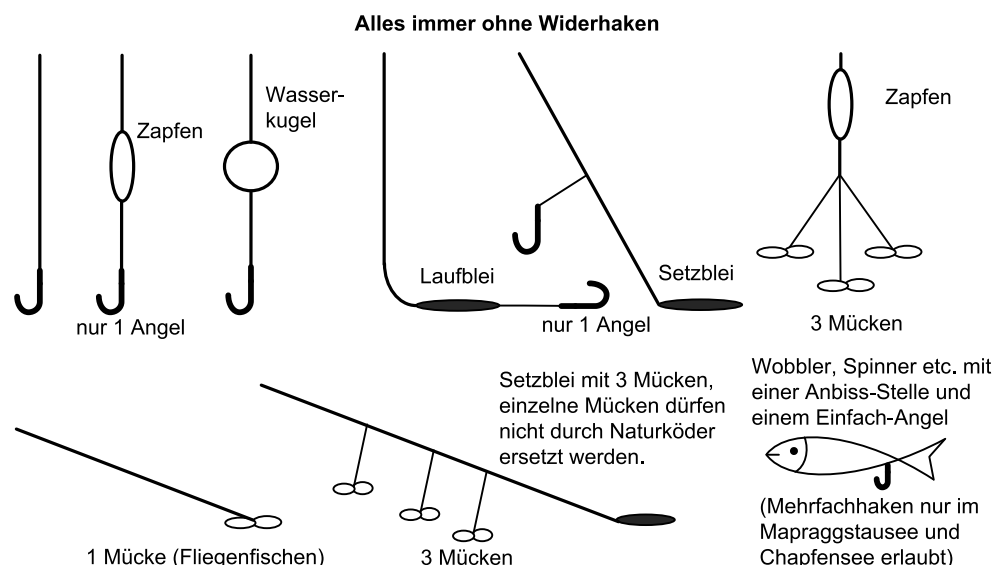 Alles immer ohne Widerhaken
Zapfen
Wasser-
kugel
nur 1 Angel
Laufblei
nur 1 Angel
Setzblei
Zapfen
3 Mücken
1 Mücke (Fliegenfischen)
Setzblei mit 3 Mücken,
einzelne Mücken dürfen
nicht durch Naturköder
ersetzt werden.
3 Mücken
Wobbler, Spinner etc. mit
einer Anbiss-Stelle und
einem Einfach-Angel
(Mehrfachhaken nur im
Mapraggstausee und
Chapfensee erlaubt)